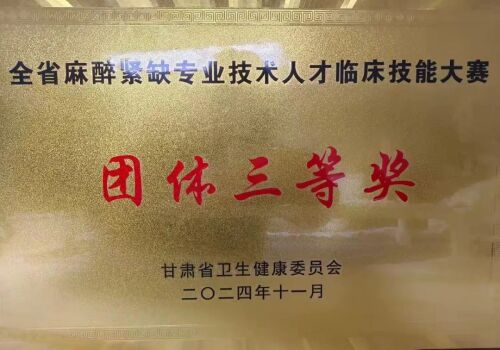 全省麻醉紧缺专业技术人才临床技能大赛
团体三等奖
甘肃省卫生健康委员会
二〇二四年十一月